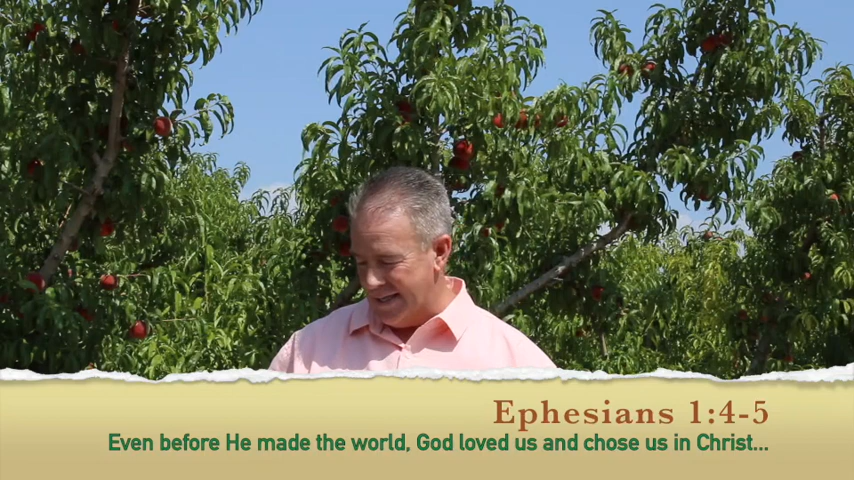 Ephesians 1:4-5
Even before He made the world, God loved us and chose us in Christ...